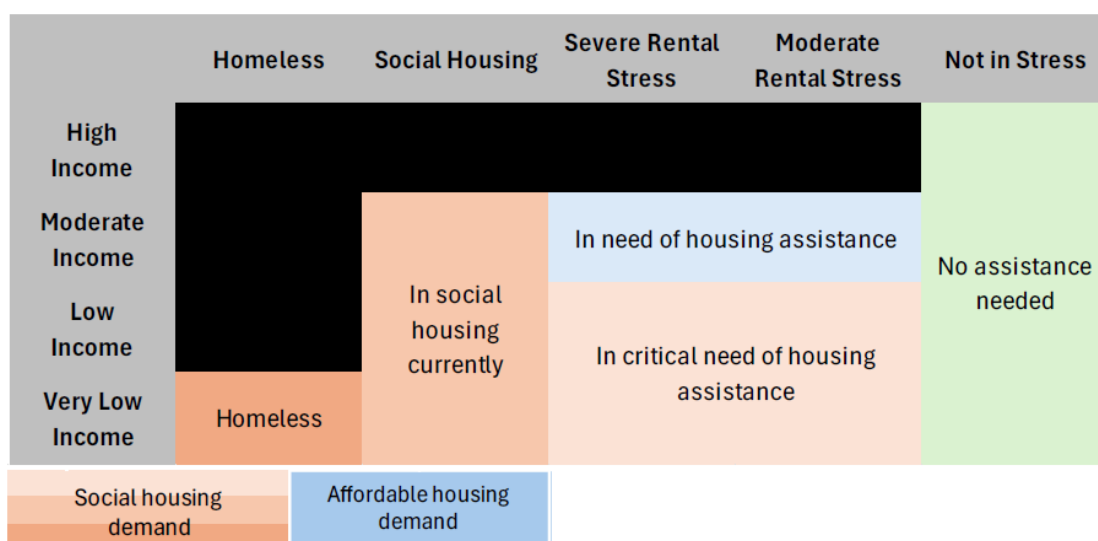 Homeless
Social Housing
Severe Rental
Stress
Moderate
Rental Stress
Not in Stress
High
Income
Moderate
Income
Low
Income
Very Low
Income
Homeless
In social
housing
currently
In need of housing assistance
In critical need of housing
assistance
No assistance
needed
Social housing
demand
Affordable housing
demand